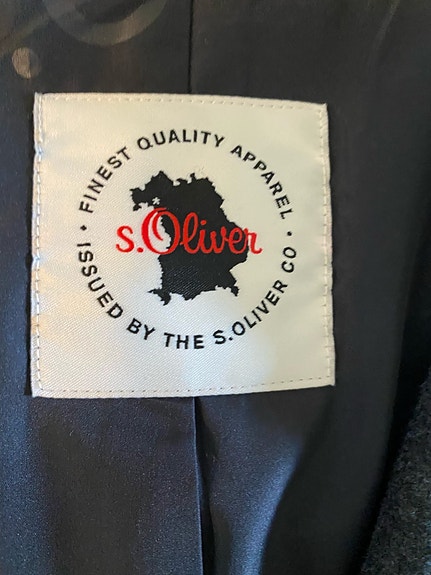 • FINEST QUALITY APPAREL •
s.Oliver
ISSUED BY THE S.OLIVER CO